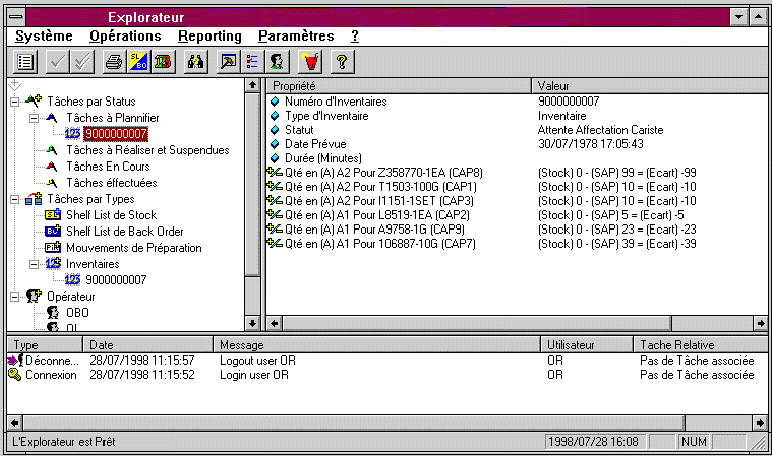 Explorateur
Système Opérations Reporting Paramètres ?
Tâches par Status
Tâches à Plannifier
9000000007
Tâches à Réaliser et Suspendues
Tâches En Cours
Tâches éffectuées
Tâches par Types
Shelf List de Stock
Shelf List de Back Order
Mouvements de Préparation
Inventaires
9000000007
Opérateur
OBO
Propriété Valeur
Numéro d'Inventaires 9000000007
Type d'Inventaire Inventaire
Statut Attente Affectation Cariste
Date Prévue 30/07/1978 17:05:43
Durée (Minutes)
Qté en (A) A2 Pour Z358770-1EA (CAP8) (Stock) 0 - (SAP) 99 = (Ecart) -99
Qté en (A) A2 Pour T1503-100G (CAP1) (Stock) 0 - (SAP) 10 = (Ecart) -10
Qté en (A) A2 Pour I1151-1SET (CAP3) (Stock) 0 - (SAP) 10 = (Ecart) -10
Qté en (A) A1 Pour L8519-1EA (CAP2) (Stock) 0 - (SAP) 5 = (Ecart) -5
Qté en (A) A1 Pour A9758-1G (CAP9) (Stock) 0 - (SAP) 23 = (Ecart) -23
Qté en (A) A1 Pour 106887-10G (CAP7) (Stock) 0 - (SAP) 39 = (Ecart) -39
Type Date Message Utilisateur Tache Relative
Déconne... 28/07/1998 11:15:57 Logout user OR OR Pas de Tâche associée
Connexion 28/07/1998 11:15:52 Login user OR OR Pas de Tâche associée
L'Explorateur est Prêt 1998/07/28 16:08 NUM